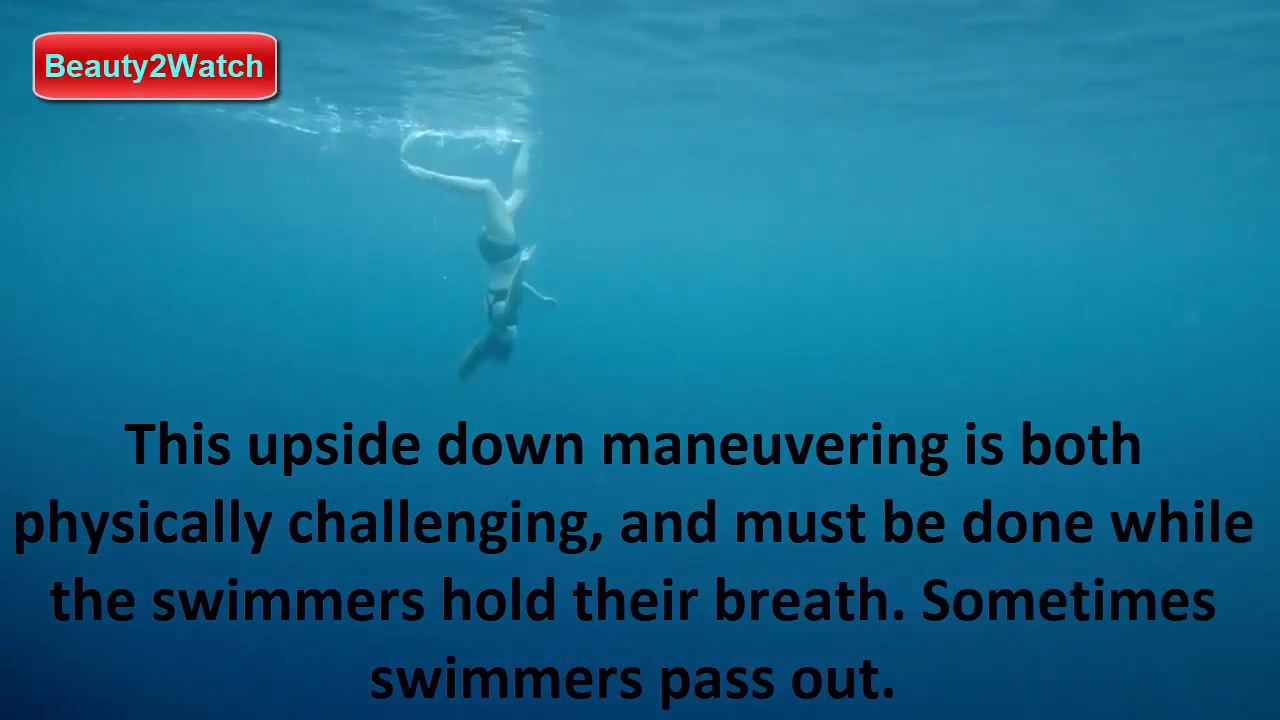 Beauty2Watch
This upside down maneuvering is both
physically challenging, and must be done while
the swimmers hold their breath. Sometimes
swimmers pass out.